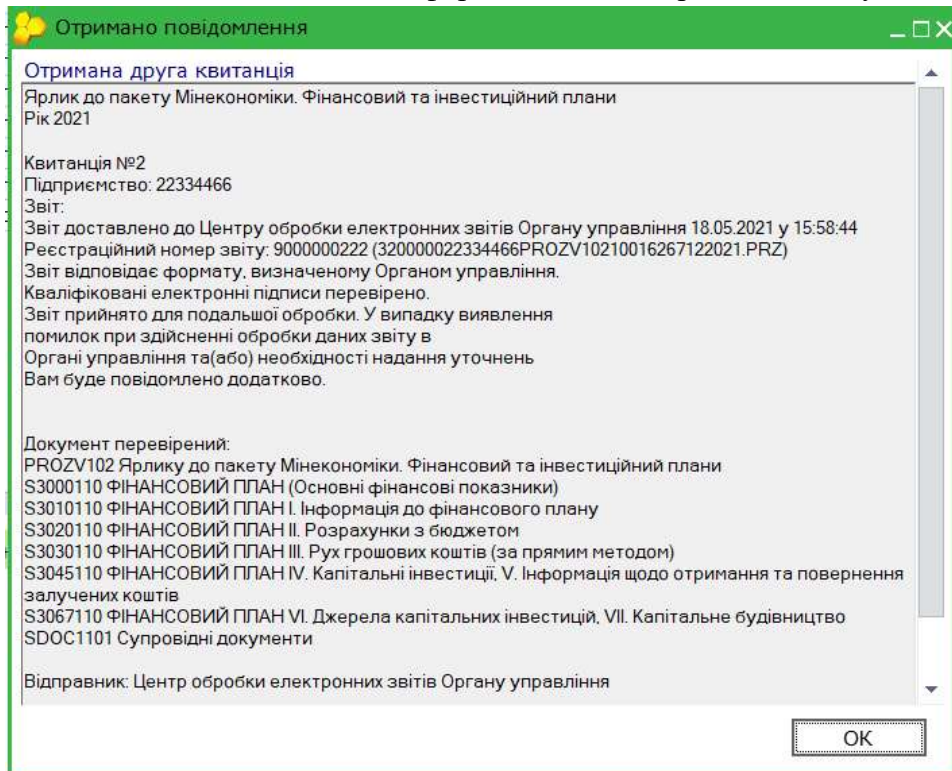 Отримано повідомлення
Отримана друга квитанція
Ярлик до пакету Мінекономіки. Фінансовий та інвестиційний плани
Рік 2021
Квитанція №2
Підприємство: 22334466
Звіт:
Звіт доставлено до Центру обробки електронних звітів Органу управління 18.05.2021 у 15:58:44
Реєстраційний номер звіту: 9000000222 (320000022334466PROZV10210016267122021.PRZ)
Звіт відповідає формату, визначеному Органом управління.
Кваліфіковані електронні підписи перевірено.
Звіт прийнято для подальшої обробки. У випадку виявлення
помилок при здійсненні обробки даних звіту в
Органі управління та(або) необхідності надання уточнень
Вам буде повідомлено додатково.
Документ перевірений:
PROZV102 Ярлику до пакету Мінекономіки. Фінансовий та інвестиційний плани
S3000110 ФІНАНСОВИЙ ПЛАН (Основні фінансові показники)
S3010110 ФІНАНСОВИЙ ПЛАН I. Інформація до фінансового плану
S3020110 ФІНАНСОВИЙ ПЛАН II. Розрахунки з бюджетом
S3030110 ФІНАНСОВИЙ ПЛАН III. Рух грошових коштів (за прямим методом)
S3045110 ФІНАНСОВИЙ ПЛАН IV. Капітальні інвестиції, V. Інформація щодо отримання та повернення
залучених коштів
S3067110 ФІНАНСОВИЙ ПЛАН VI. Джерела капітальних інвестицій, VII. Капітальне будівництво
SDOC1101 Супровідні документи
Відправник: Центр обробки електронних звітів Органу управління
OK